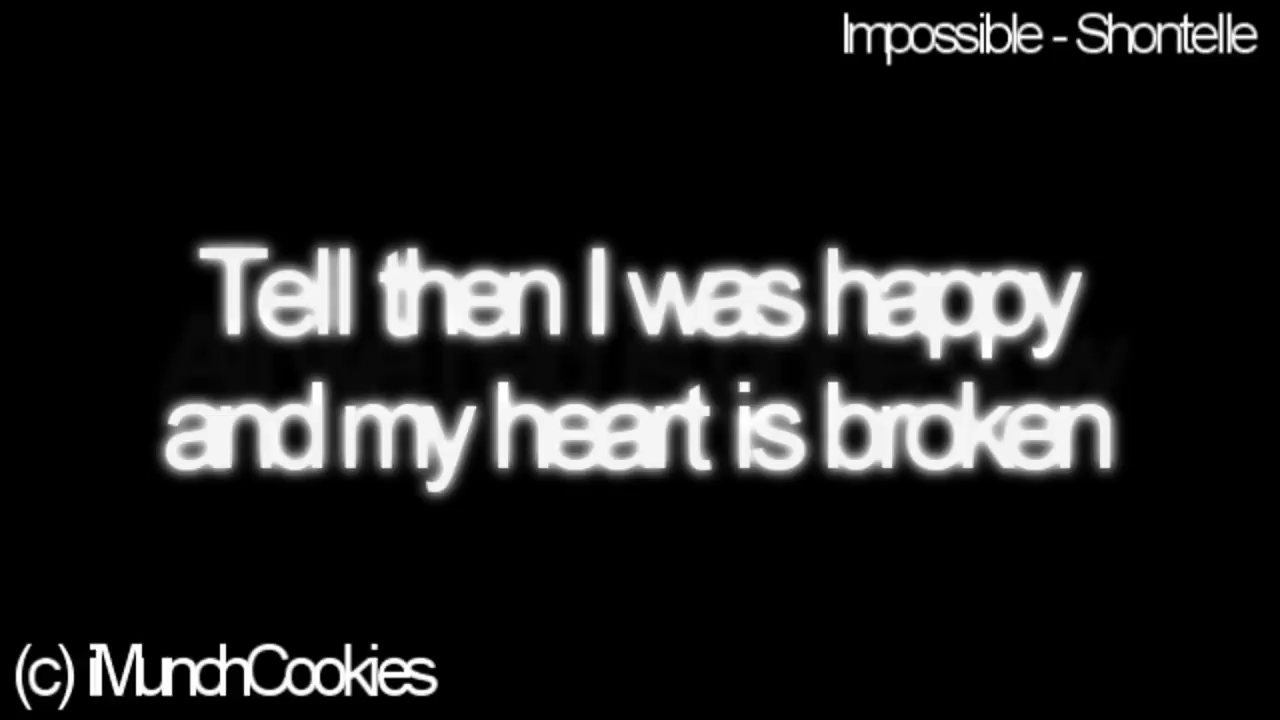 Impossible - Shontelle
Tell then I was happy
and my heart is broken
(c) iMunchCookies